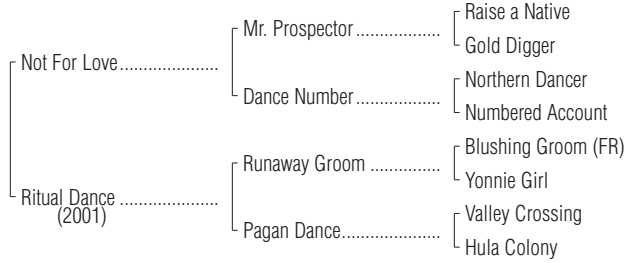 Raise a Native
Mr. Prospector ..................
Gold Digger
Not For Love.....................
Northern Dancer
Dance Number ..................
Numbered Account
Blushing Groom (FR)
Runaway Groom ...............
Yonnie Girl
Ritual Dance .....................
(2001)
Valley Crossing
Pagan Dance.....................
Hula Colony